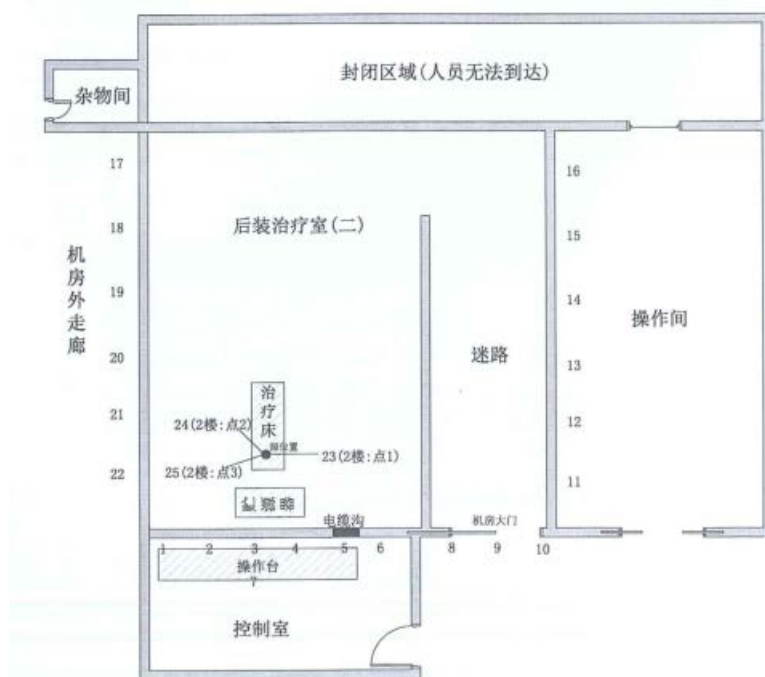 封闭区域(人员无法到达)
杂物间
17
16
18
后装治疗室(二)
15
机房外走廊
19
14
操作间
20
迷路
13
治疗床
21
24(2楼:点2)
12
源位置
23(2楼:点1)
25(2楼:点3)
22
11
电缆沟
机房大门
1
2
3
4
5
6
8
9
10
操作台
7
控制室